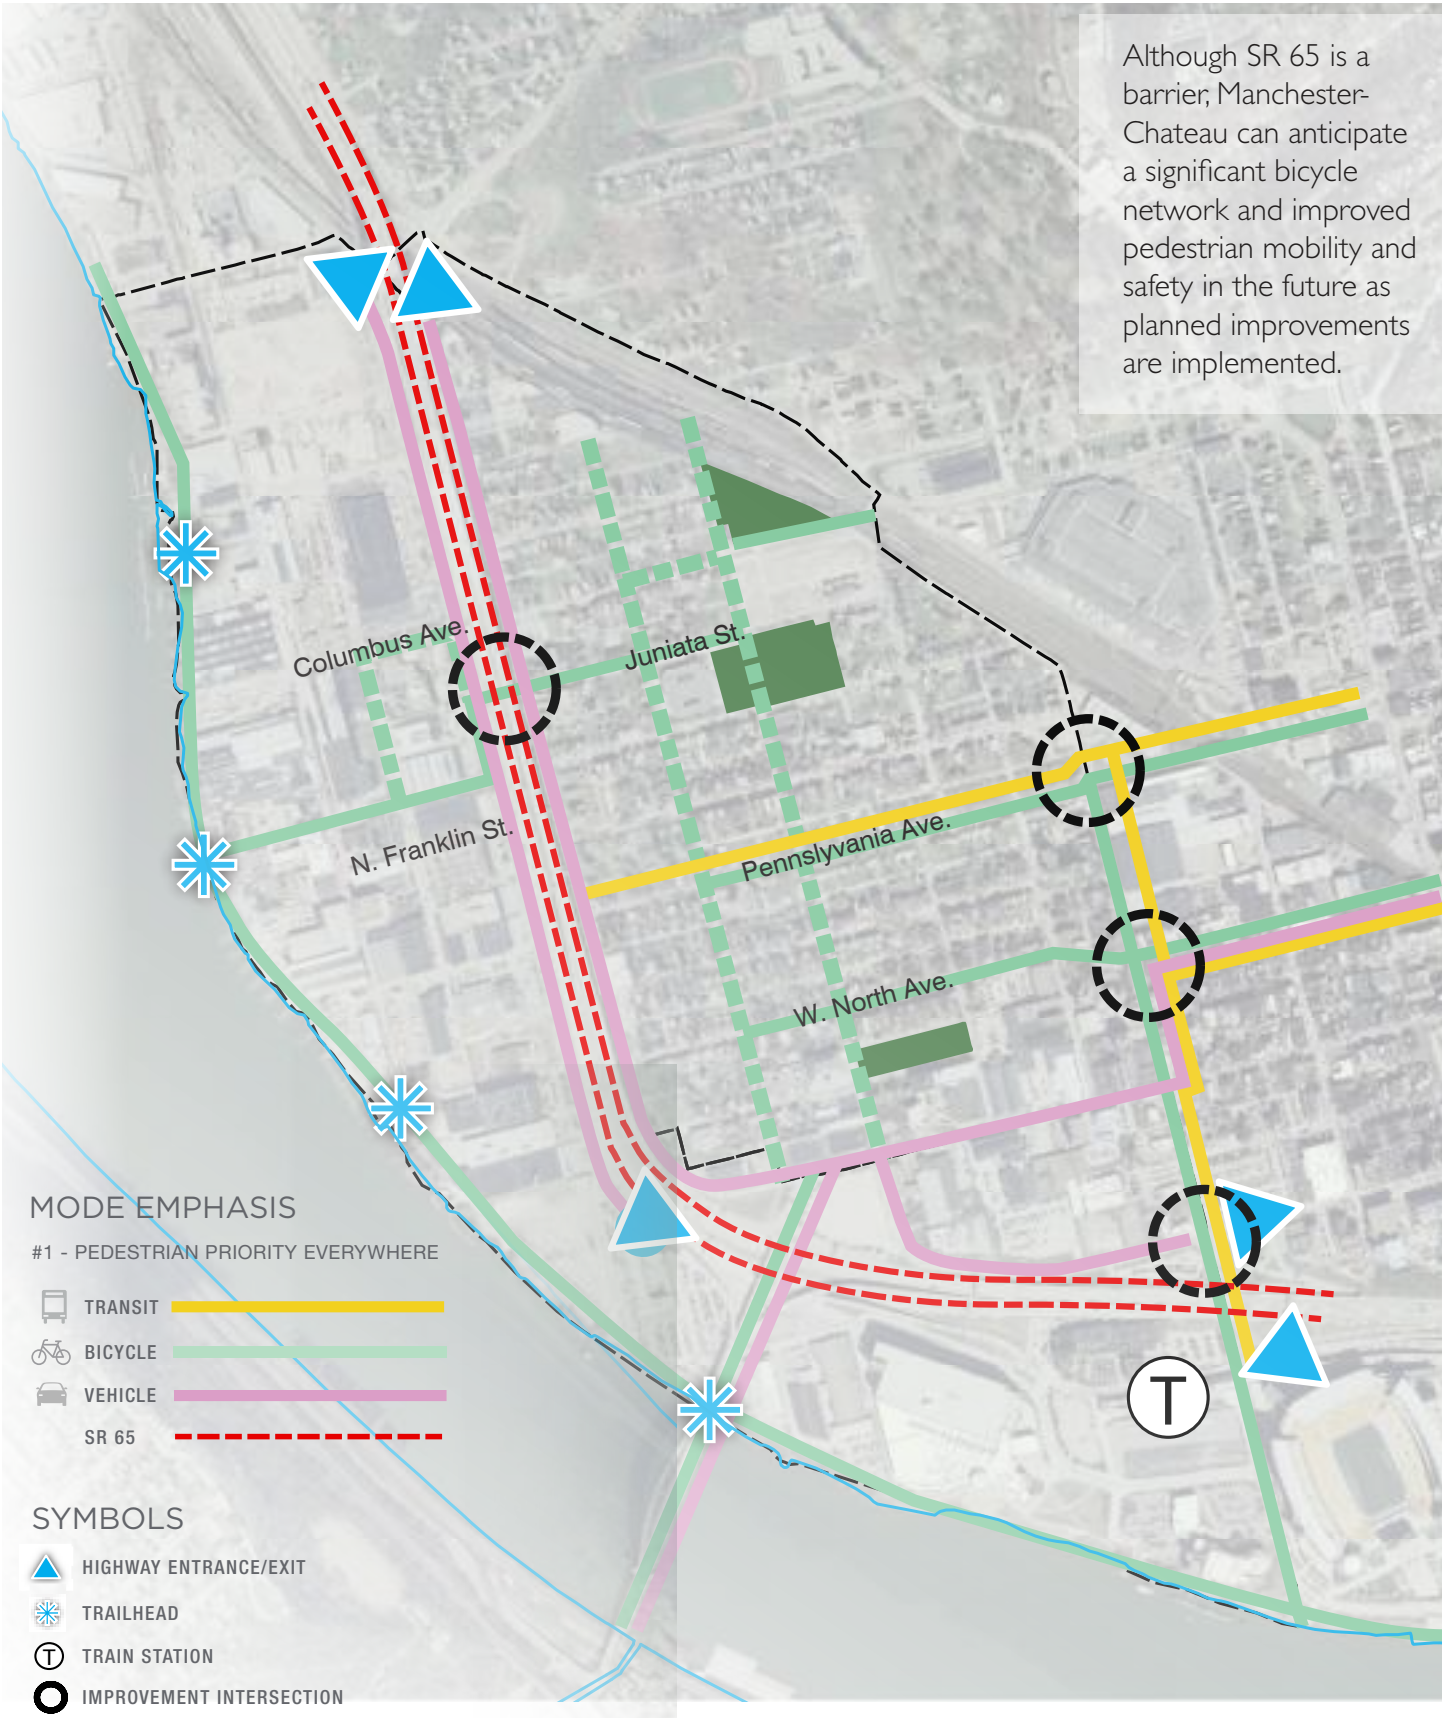 Although SR 65 is a
barrier, Manchester-
Chateau can anticipate
a significant bicycle
network and improved
pedestrian mobility and
safety in the future as
planned improvements
are implemented.
Columbus Ave.
Juniata St.
N. Franklin St.
Pennslyvania Ave.
W. North Ave.
T
MODE EMPHASIS
#1 - PEDESTRIAN PRIORITY EVERYWHERE
TRANSIT
BICYCLE
VEHICLE
SR 65
SYMBOLS
HIGHWAY ENTRANCE/EXIT
TRAILHEAD
T TRAIN STATION
IMPROVEMENT INTERSECTION